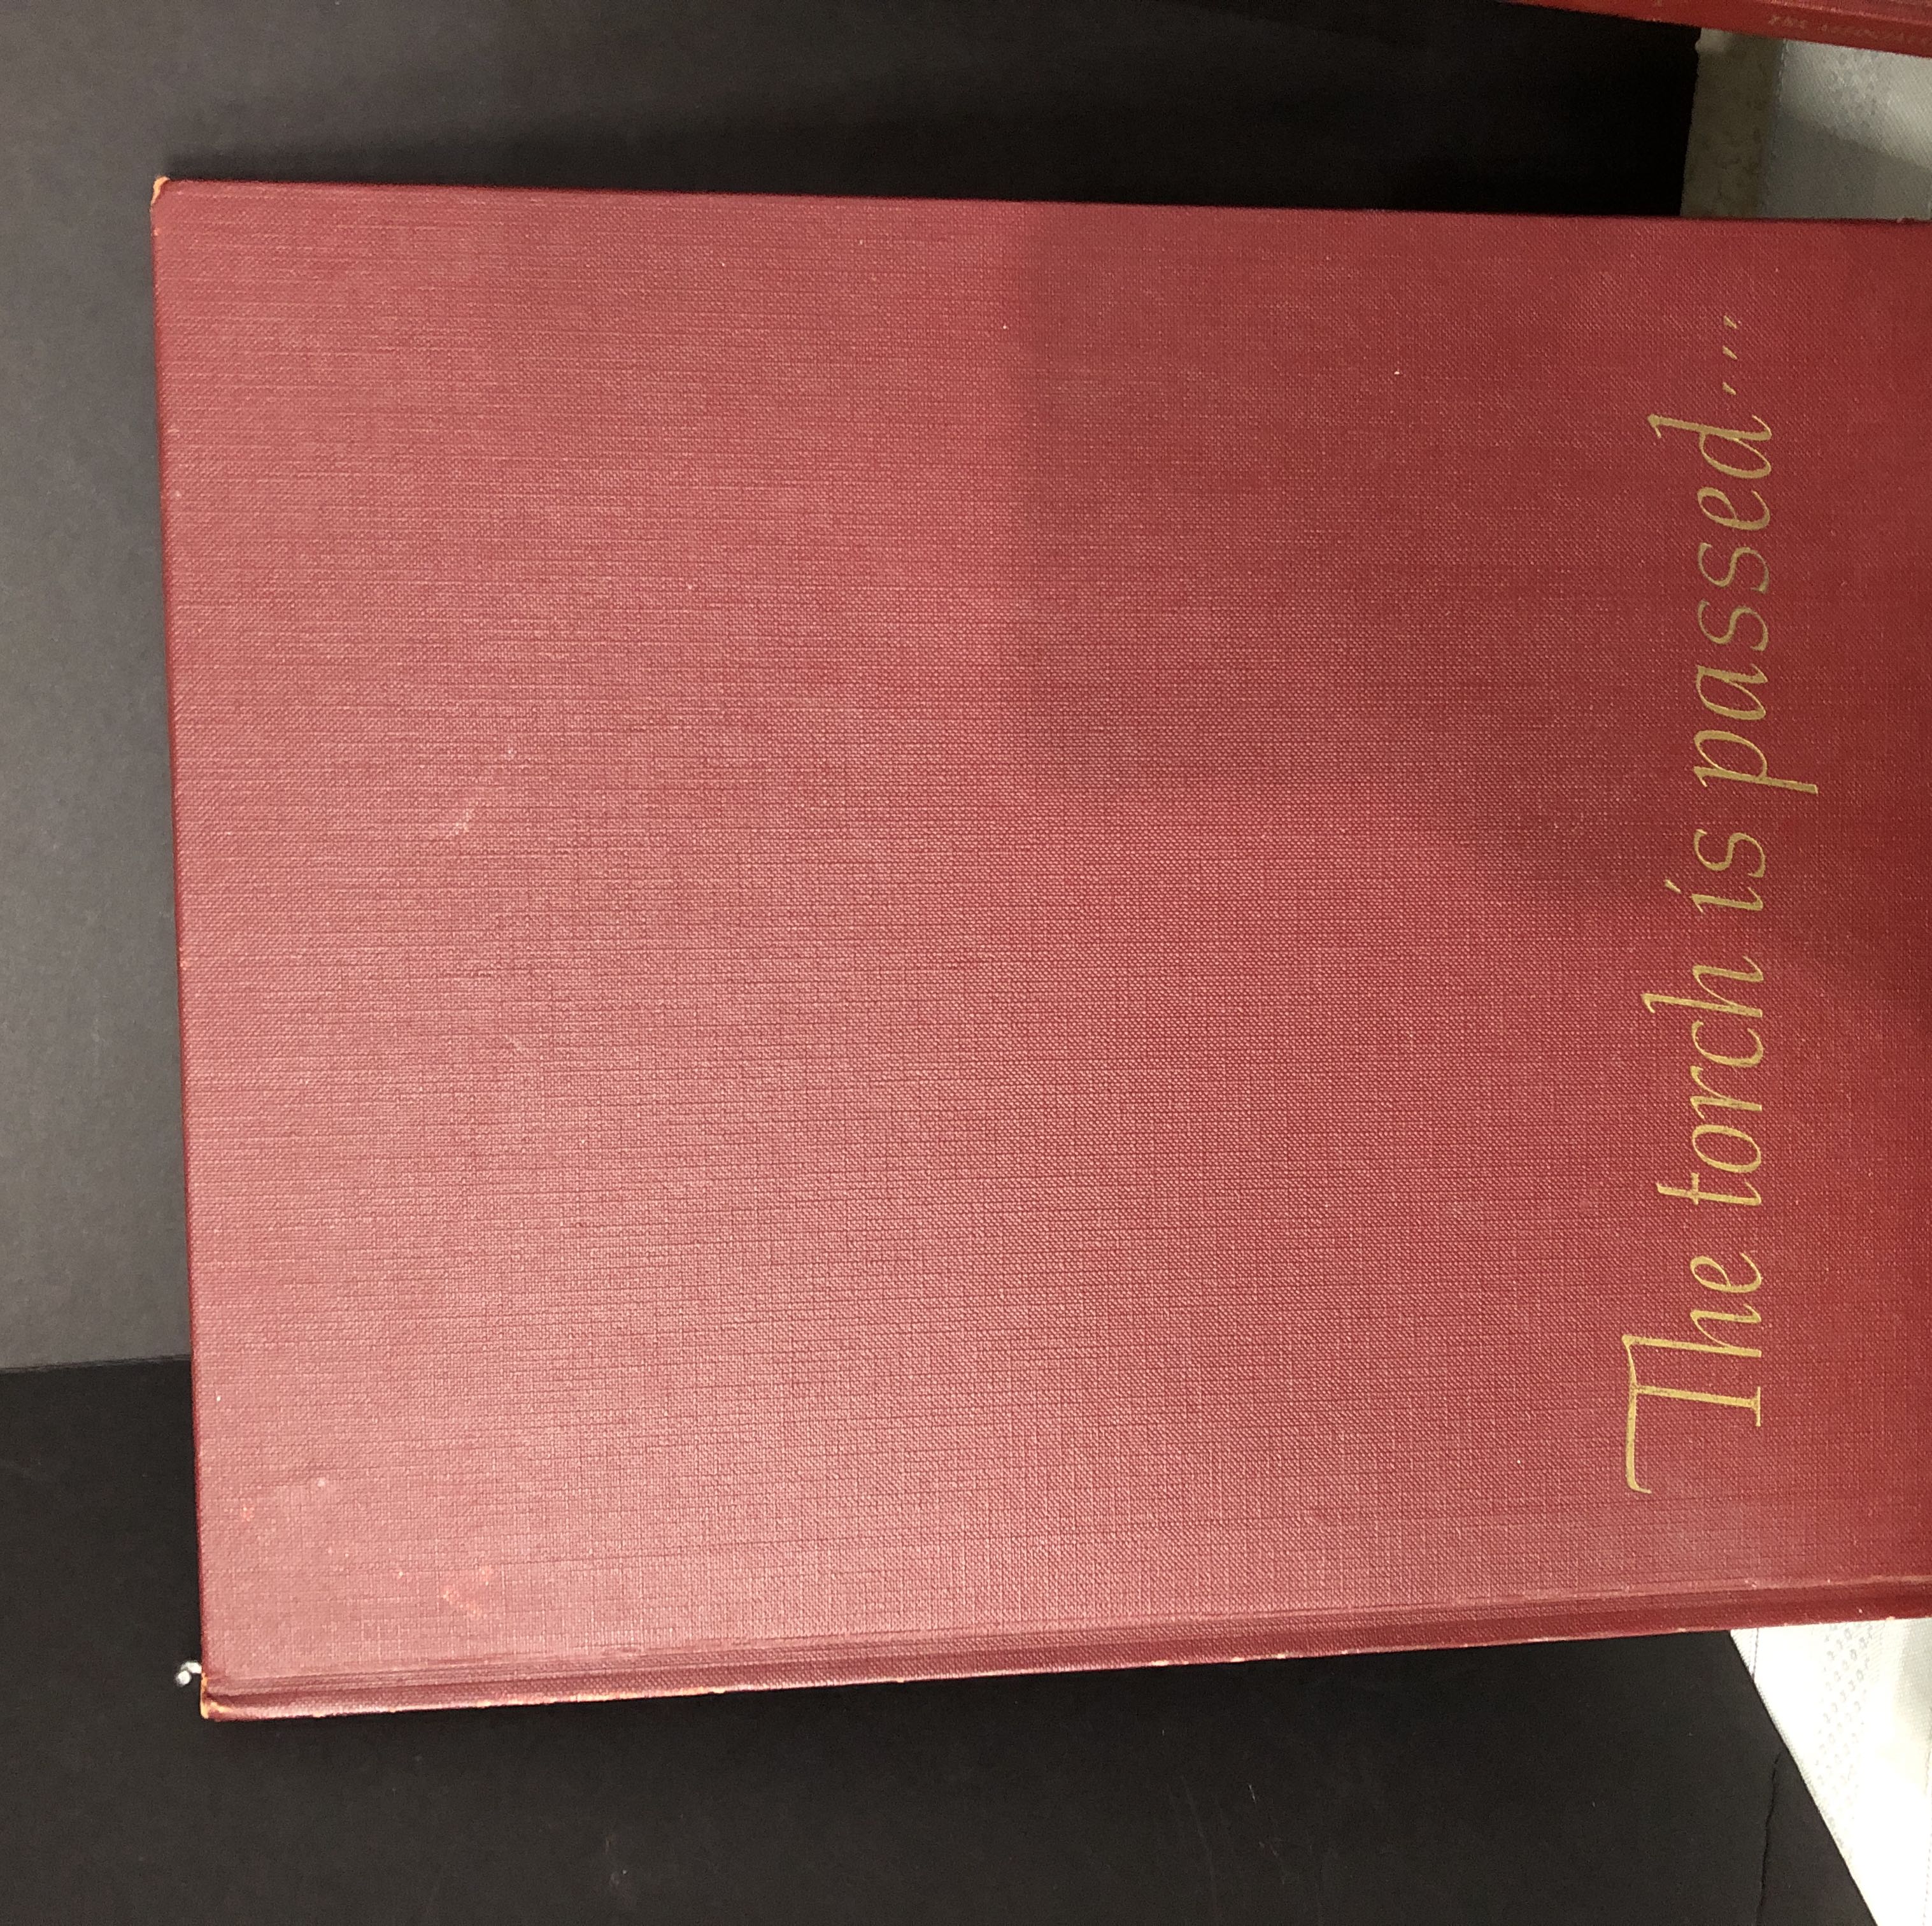 The torch is passed...